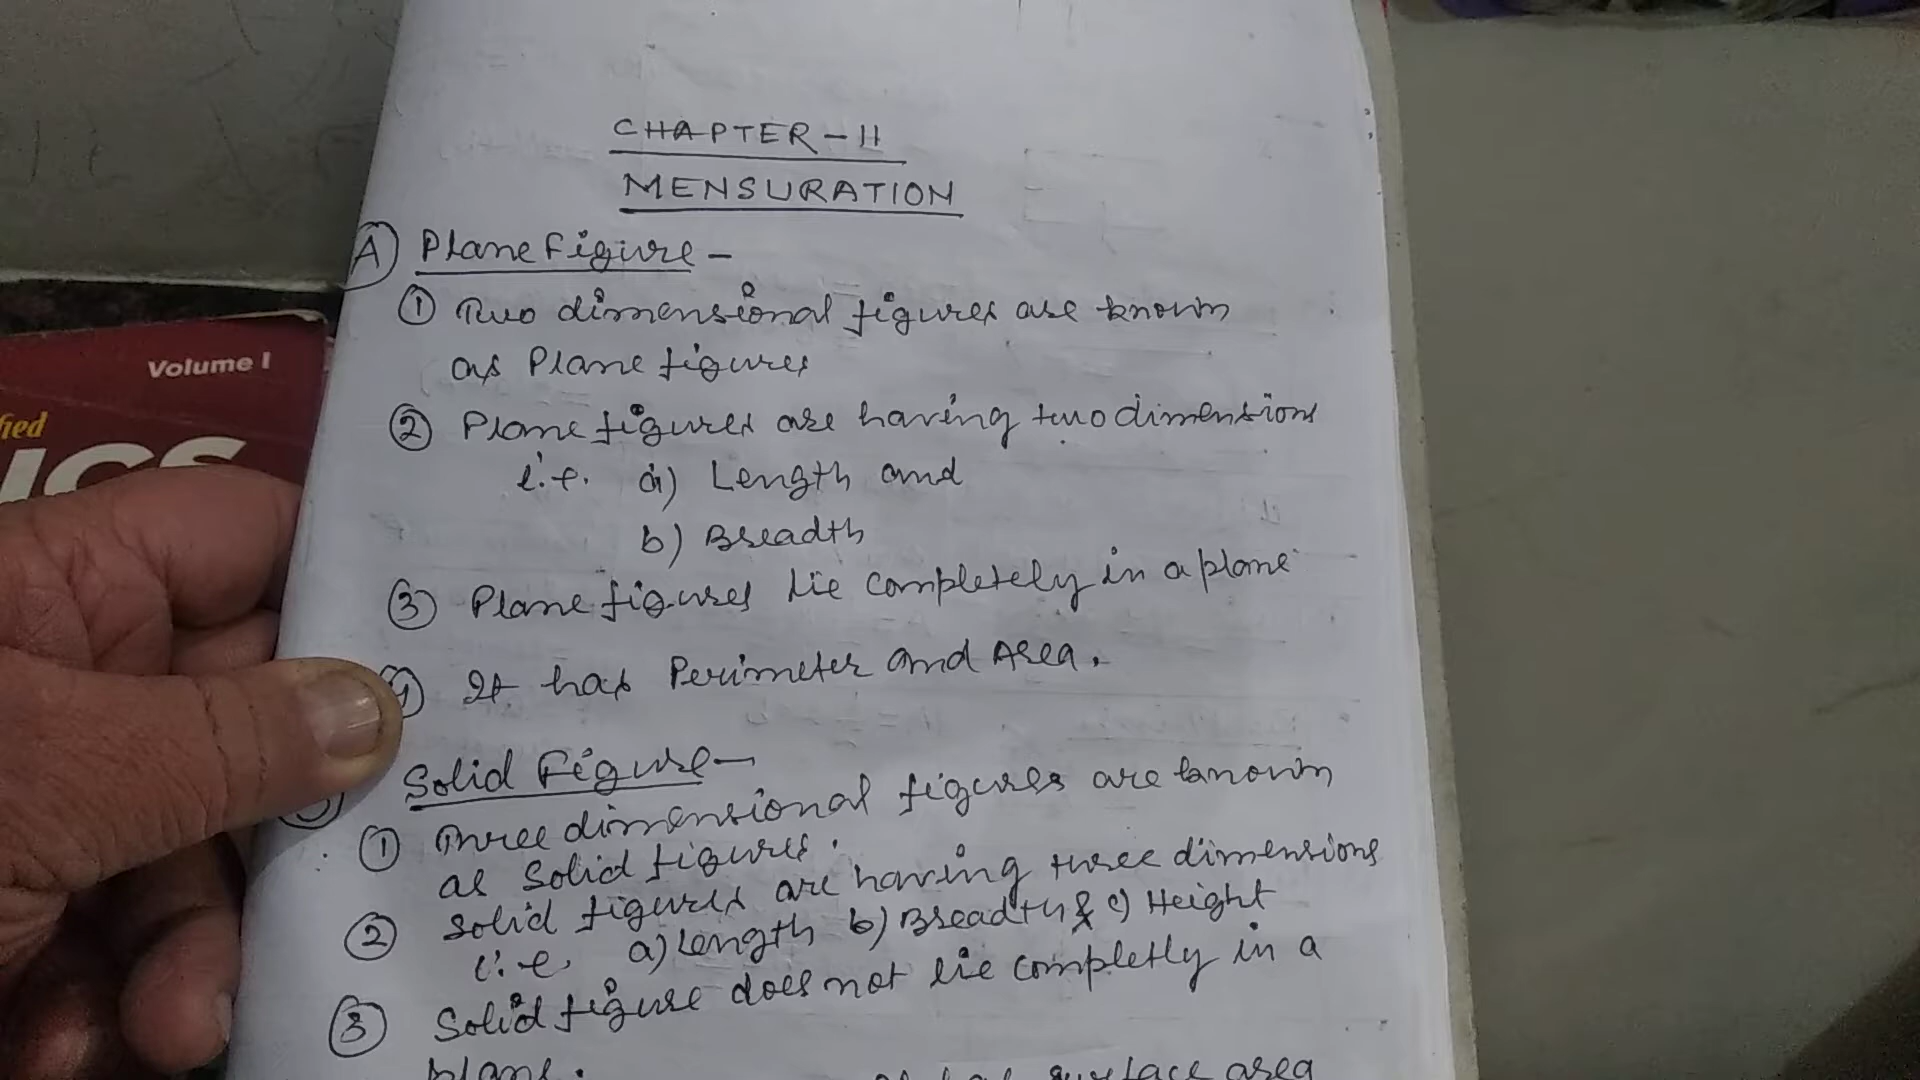 CHAPTER-11
MENSURATION
A) Plane Figure -
① Two dimensional figures are known
as Plane figures
② Plane figures are having two dimensions
i.e. a) Length and
b) Breadth
③ Plane figures lie completely in a plane
④ It has Perimeter and Area.
Solid Figure -
① Three dimensional figures are known
as Solid figures.
② Solid figures are having three dimensions
i.e. a) Length b) Breadth & c) Height
③ Solid figure does not lie completly in a
plane.
surface area
Volume I